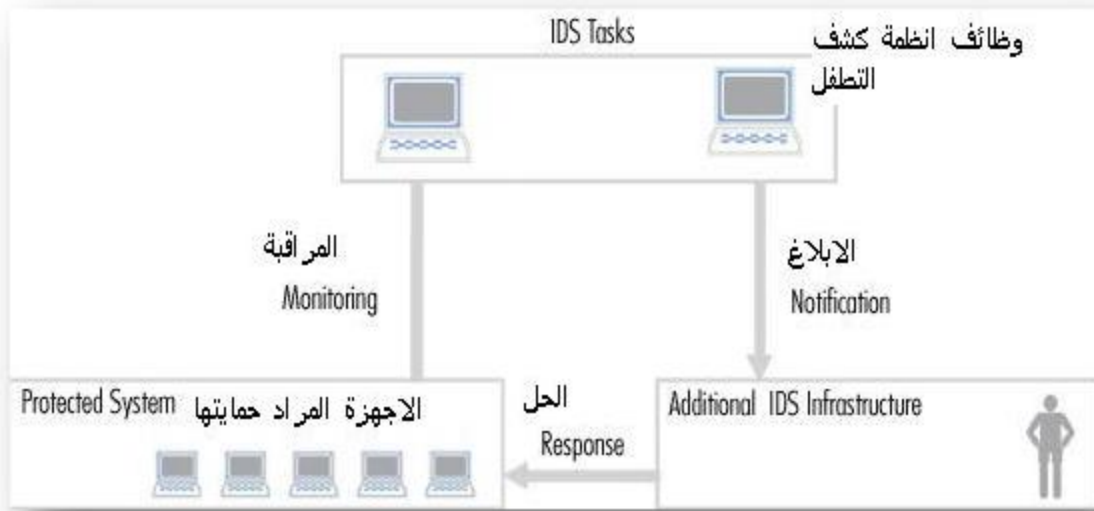 IDS Tasks
وظائف انظمة كشف
التطفل
المراقبة
Monitoring
الابلاغ
Notification
Protected System الاجهزة المراد حمايتها
الحل
Response
Additional IDS Infrastructure